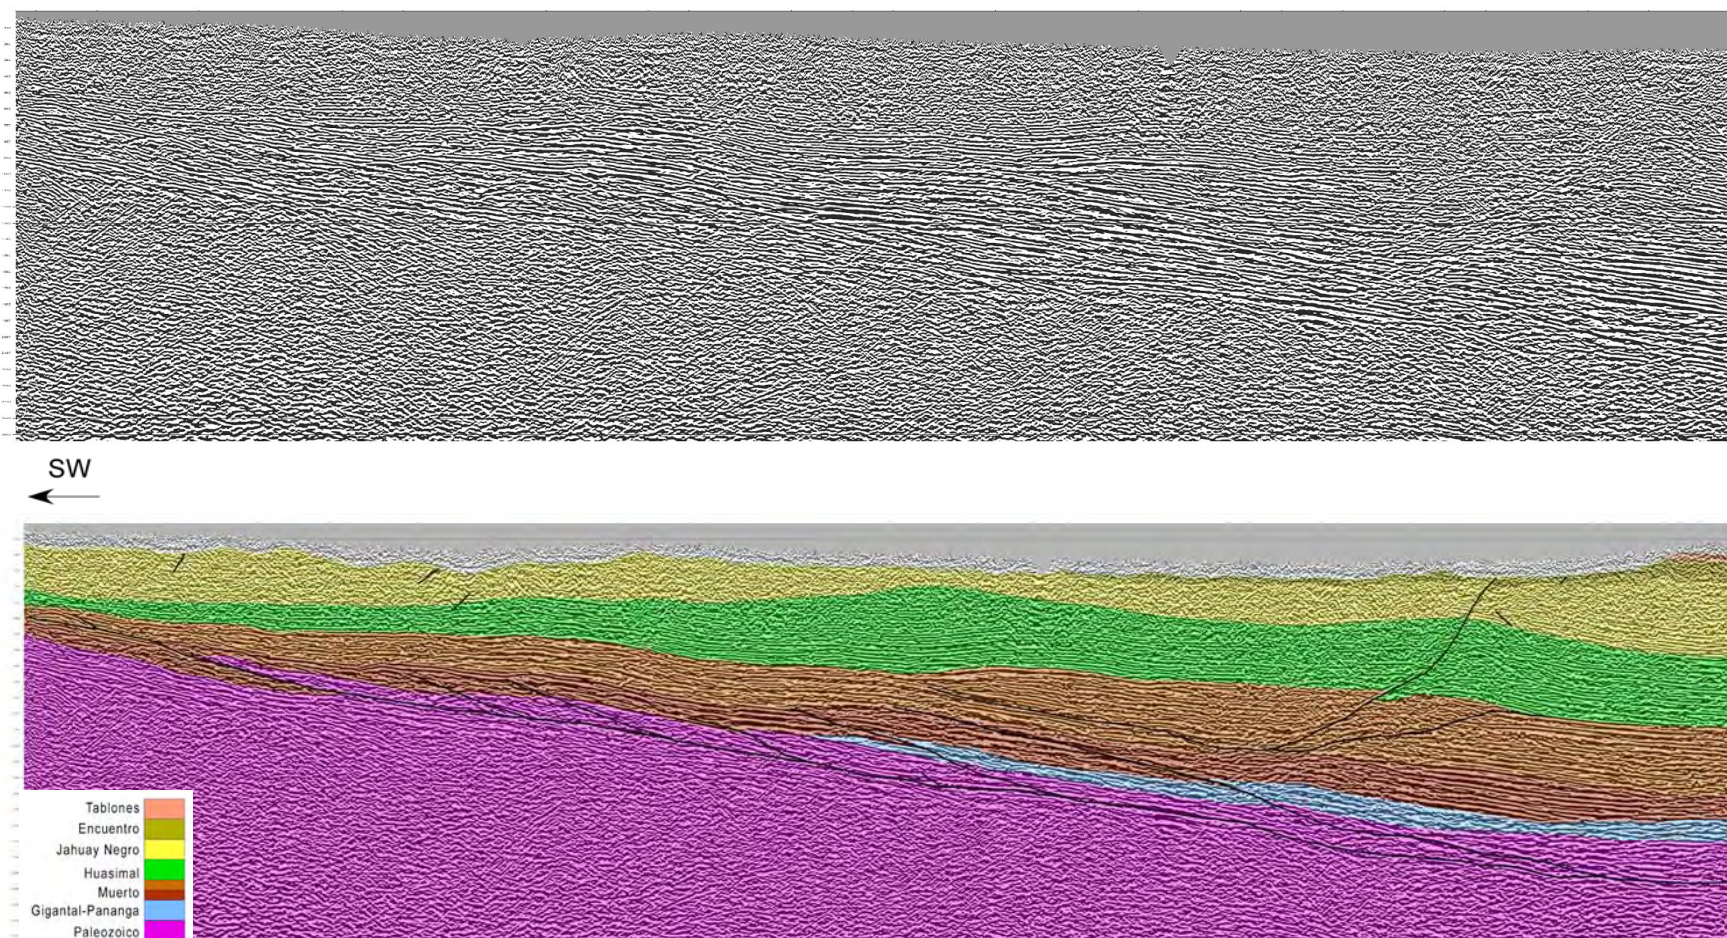 SW
Tablones
Encuentro
Jahuay Negro
Huasimal
Muerto
Gigantal-Pananga
Paleozoico